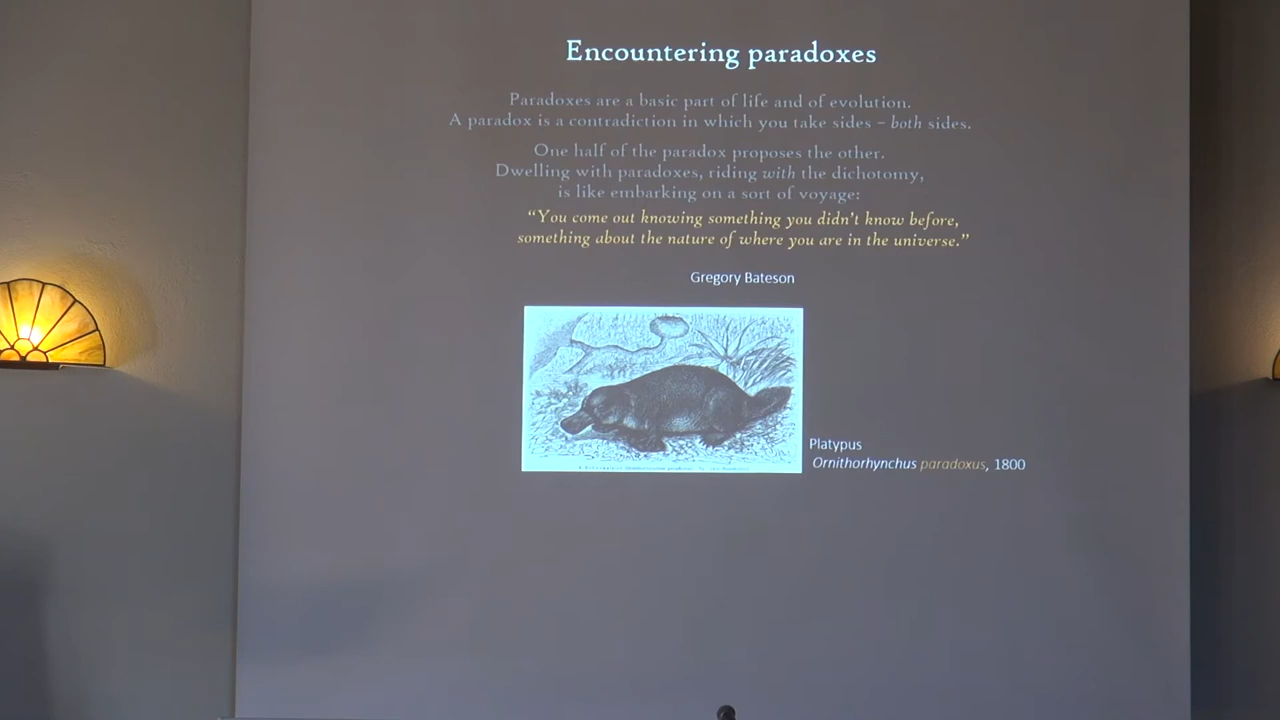 Encountering paradoxes
Paradoxes are a basic part of life and of evolution.
A paradox is a contradiction in which you take sides – both sides.
One half of the paradox proposes the other.
Dwelling with paradoxes, riding with the dichotomy,
is like embarking on a sort of voyage:
“You come out knowing something you didn't know before,
something about the nature of where you are in the universe.”
Gregory Bateson
Platypus
Ornithorhynchus paradoxus, 1800